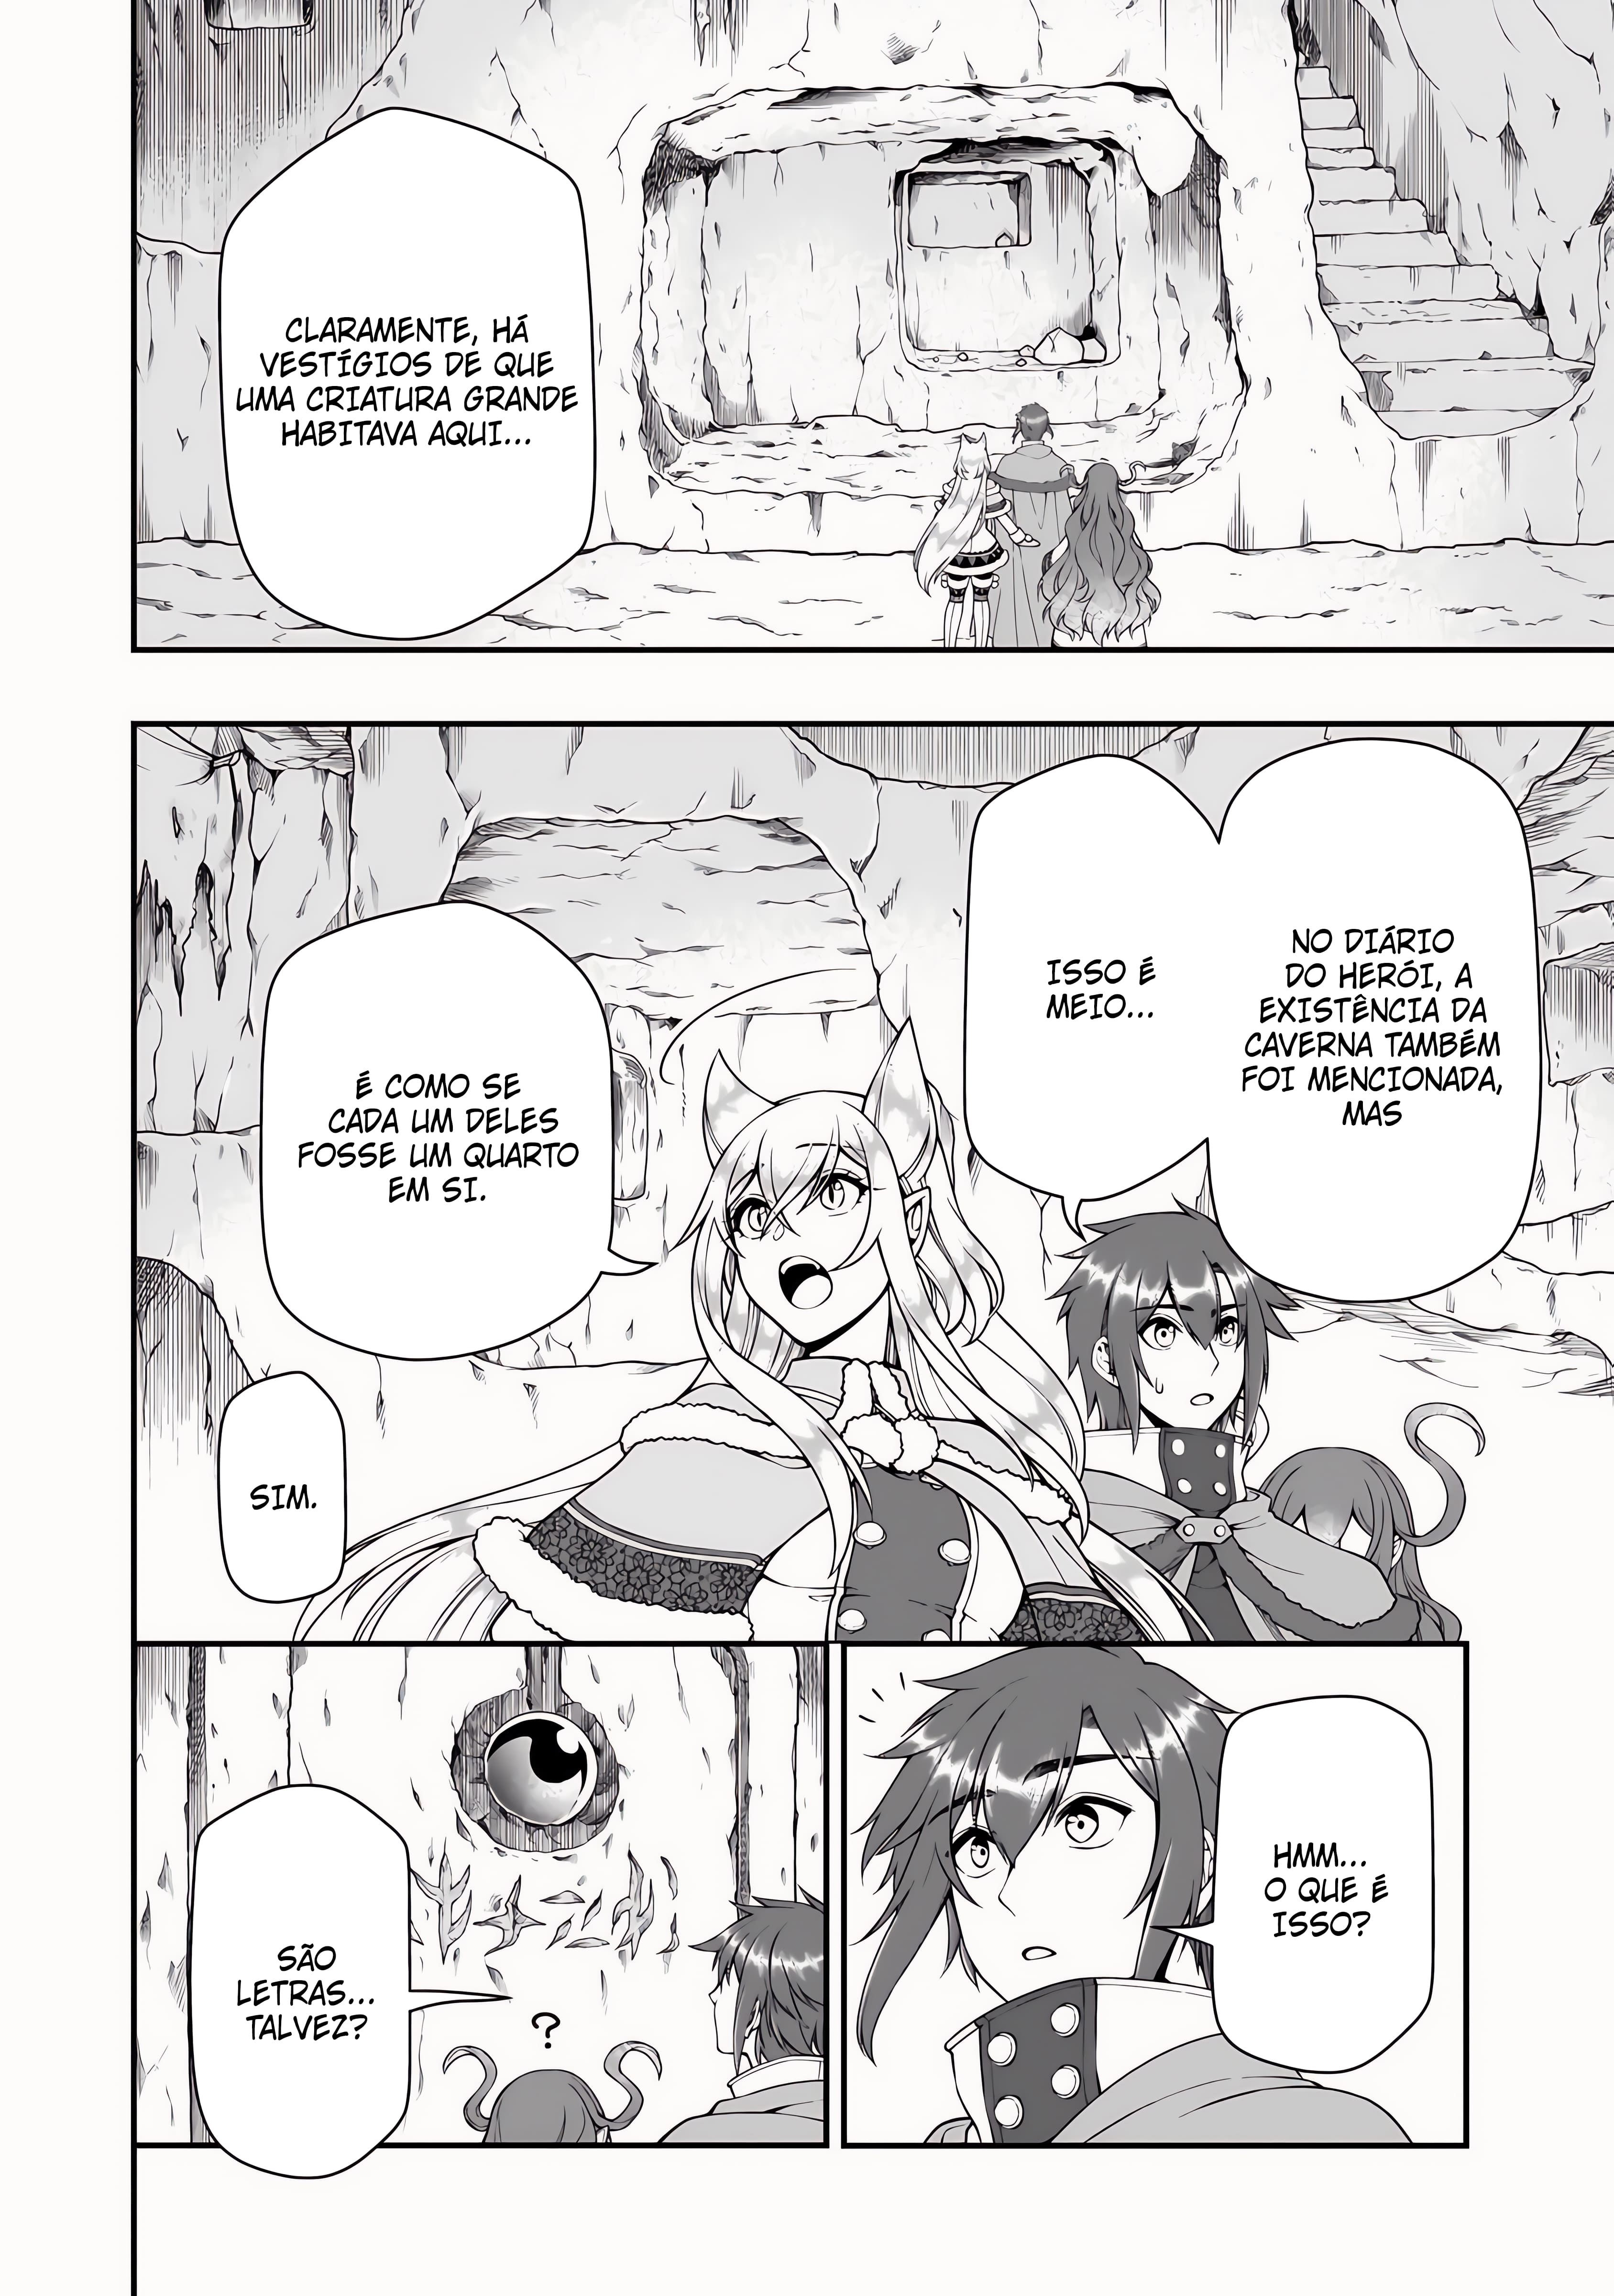 CLARAMENTE, HÁ
VESTÍGIOS DE QUE
UMA CRIATURA GRANDE
HABITAVA AQUI...
NO DIÁRIO
DO HERÓI, A
EXISTÊNCIA DA
CAVERNA TAMBÉM
FOI MENCIONADA,
MAS
ISSO É
MEIO...
É COMO SE
CADA UM DELES
FOSSE UM QUARTO
EM SI.
SIM.
HMM...
O QUE É
ISSO?
SÃO
LETRAS...
TALVEZ?
?